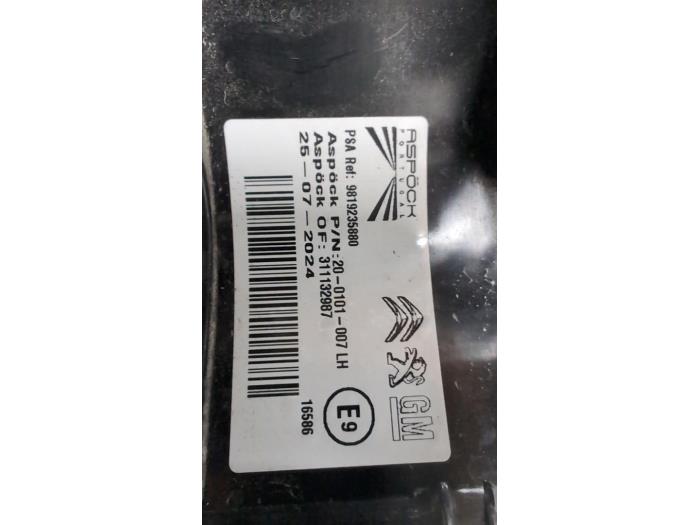 ASPÖCK
PORTUGAL
GM
PSA Ref: 9819235880
Aspöck P/N:20-0101-007 LH
Aspöck OF: 311132987
25-07-2024
E9
16586